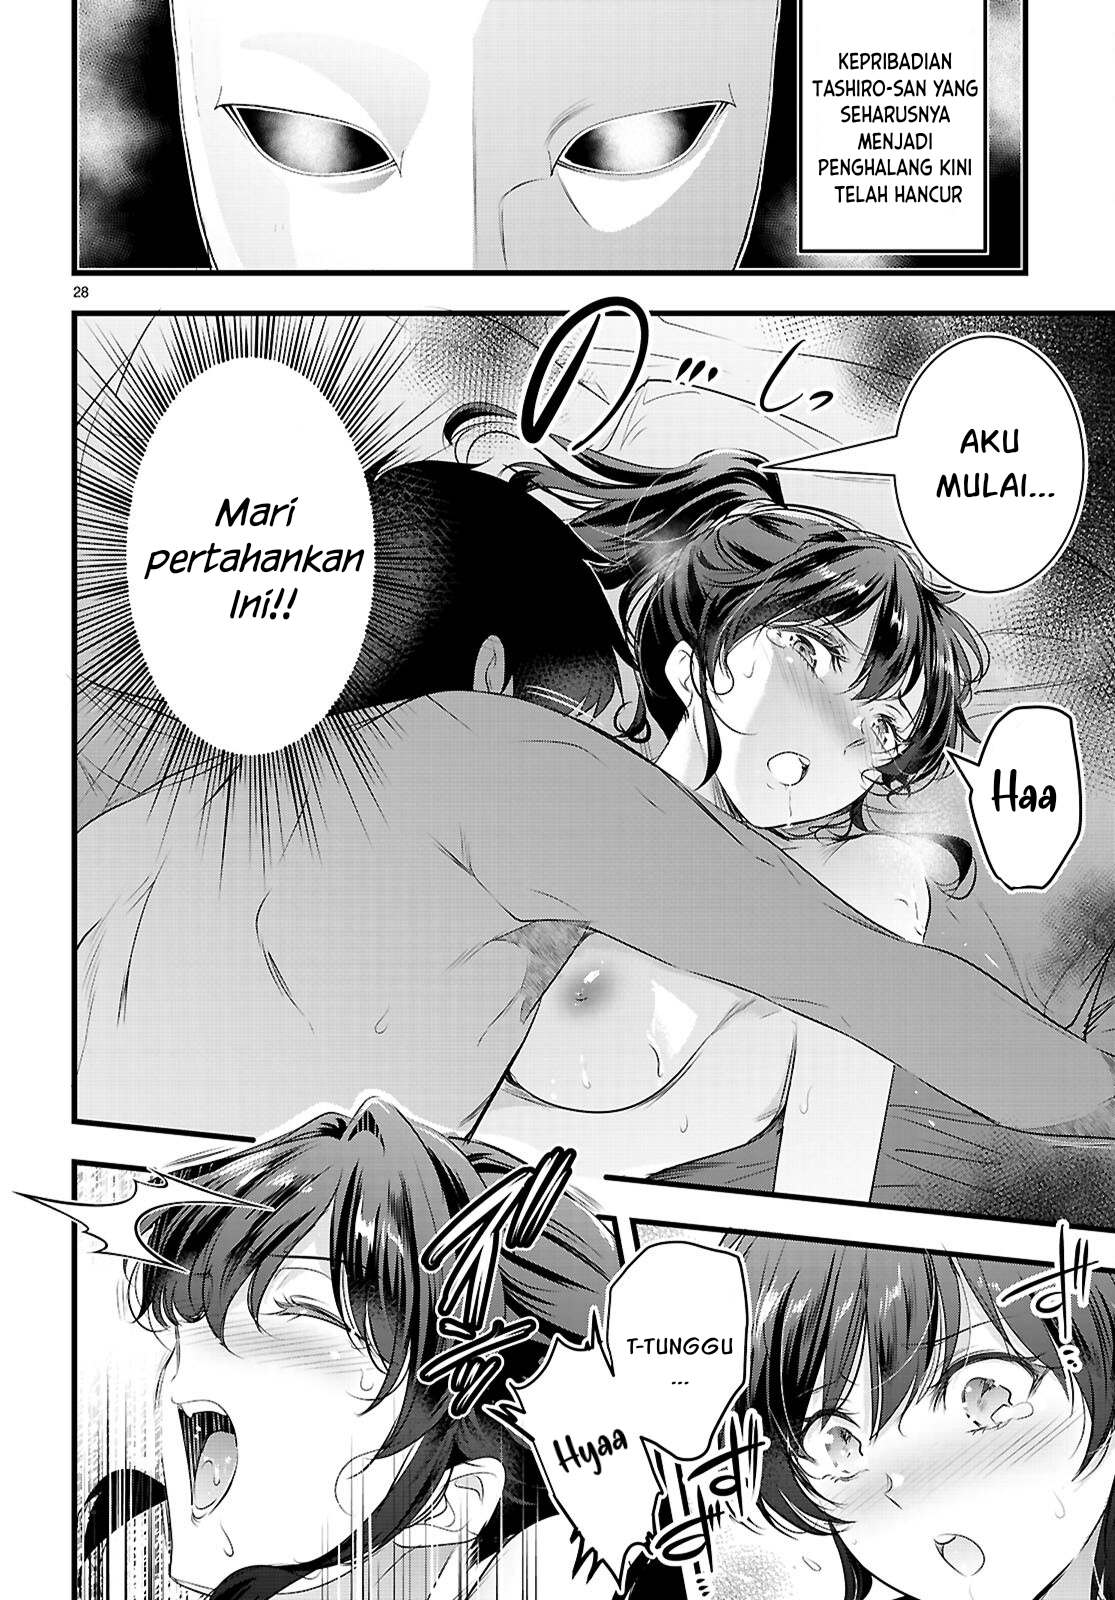 KEPRIBADIAN
TASHIRO-SAN YANG
SEHARUSNYA
MENJADI
PENGHALANG KINI
TELAH HANCUR
28
AKU
MULAI...
Mari
pertahankan
Ini!!
Haa
T-TUNGGU
...
Hyaa